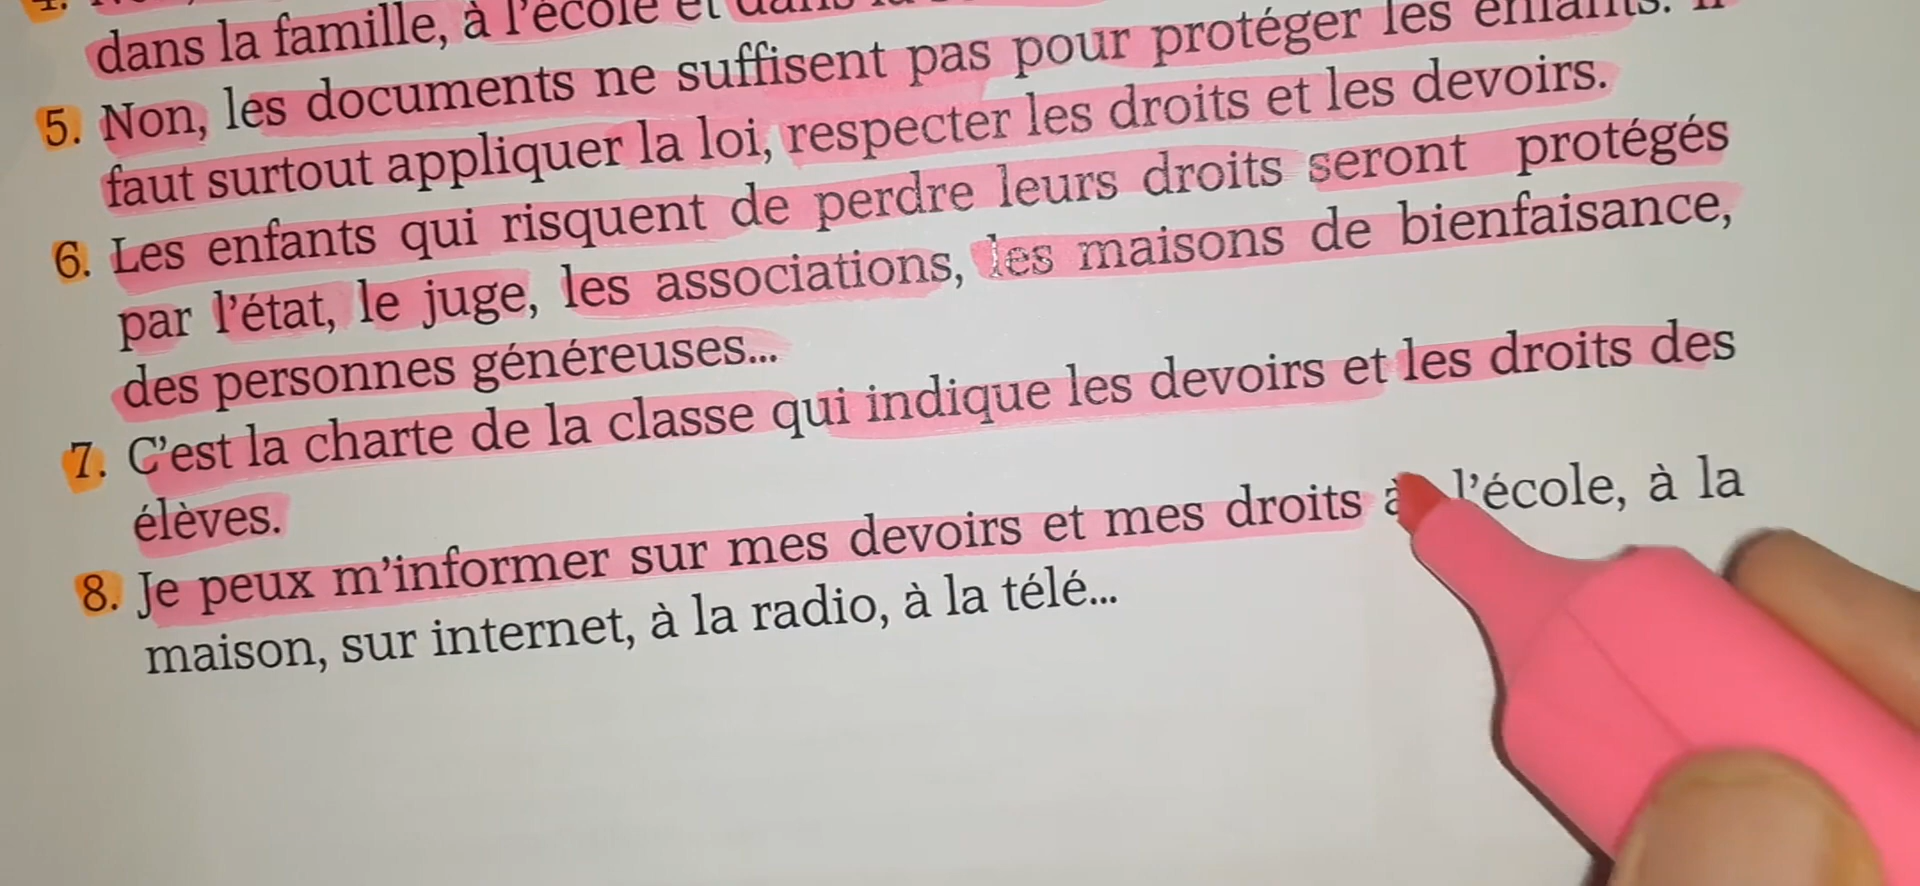 dans la famille, à l'école et dans la
5. Non, les documents ne suffisent pas pour protéger les enfants. Il
faut surtout appliquer la loi, respecter les droits et les devoirs.
6. Les enfants qui risquent de perdre leurs droits seront protégés
par l'état, le juge, les associations, les maisons de bienfaisance,
des personnes généreuses...
7. C'est la charte de la classe qui indique les devoirs et les droits des
élèves.
8. Je peux m'informer sur mes devoirs et mes droits à l'école, à la
maison, sur internet, à la radio, à la télé...